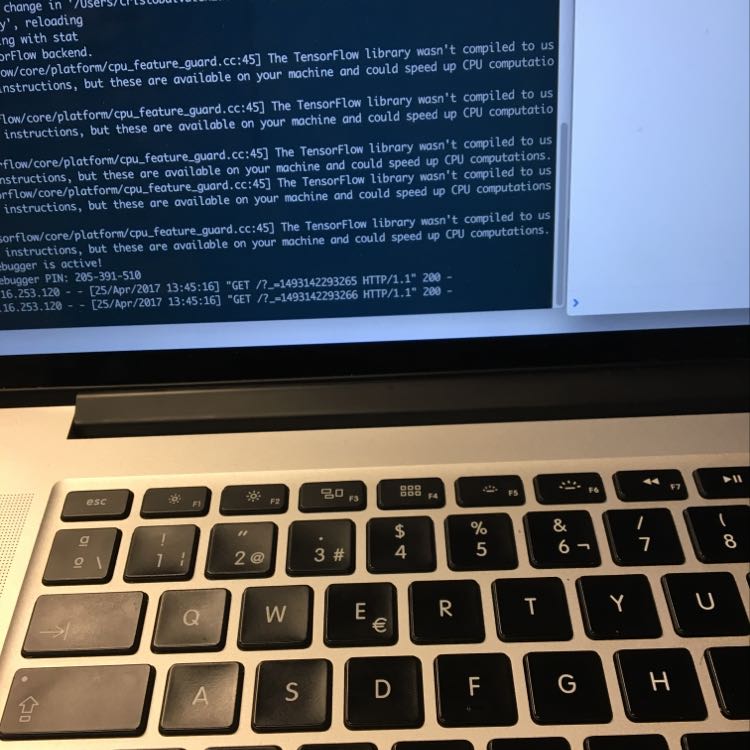 change in '/Users/
y', reloading
ng with stat
orFlow backend.
ow/core/platform/cpu_feature_guard.cc:45] The TensorFlow library wasn't compiled to us
instructions, but these are available on your machine and could speed up CPU computatio
flow/core/platform/cpu_feature_guard.cc:45] The TensorFlow library wasn't compiled to us
instructions, but these are available on your machine and could speed up CPU computatio
rflow/core/platform/cpu_feature_guard.cc:45] The TensorFlow library wasn't compiled to us
nstructions, but these are available on your machine and could speed up CPU computations.
orflow/core/platform/cpu_feature_guard.cc:45] The TensorFlow library wasn't compiled to us
instructions, but these are available on your machine and could speed up CPU computations
sorflow/core/platform/cpu_feature_guard.cc:45] The TensorFlow library wasn't compiled to us
instructions, but these are available on your machine and could speed up CPU computations.
ebugger is active!
ebugger PIN: 205-391-510
16.253.120 - - [25/Apr/2017 13:45:16] "GET /?_=1493142293265 HTTP/1.1" 200 -
16.253.120 - - [25/Apr/2017 13:45:16] "GET /?_=1493142293266 HTTP/1.1" 200 -
esc F1 F2 F3 F4 F5 F6 F7
ª º \ ! 1 ¦ " 2 @ · 3 # $ 4 % 5 & 6 ¬ / 7 ( 8
Q W E € R T Y U
A S D F G H